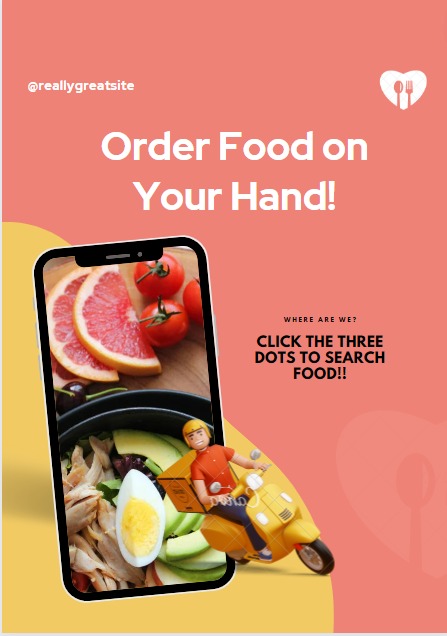 @reallygreatsite
Order Food on
Your Hand!
WHERE ARE WE?
CLICK THE THREE
DOTS TO SEARCH
FOOD!!